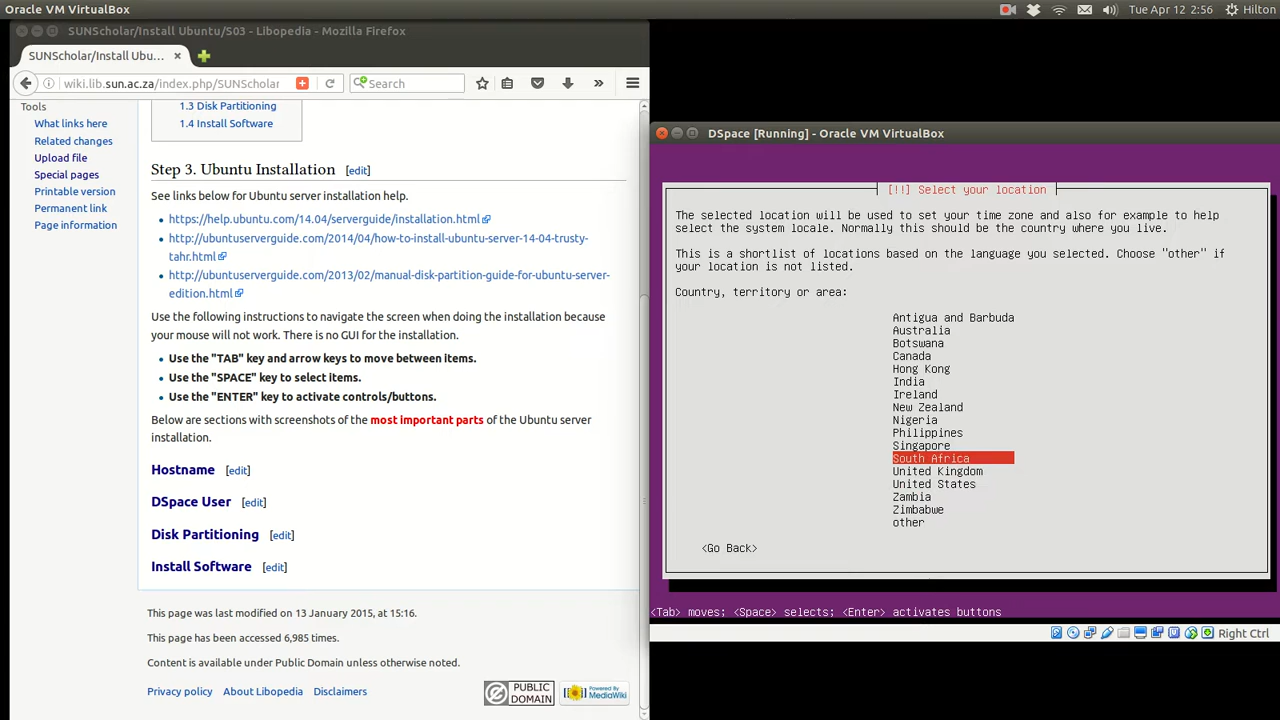 Oracle VM VirtualBox
Tue Apr 12 2:56 Hilton
SUNScholar/Install Ubuntu/S03 - Libopedia - Mozilla Firefox
SUNScholar/Install Ubu...
wiki.lib.sun.ac.za/index.php/SUNScholar
Search
Tools
What links here
Related changes
Upload file
Special pages
Printable version
Permanent link
Page information
1.3 Disk Partitioning
1.4 Install Software
Step 3. Ubuntu Installation [edit]
See links below for Ubuntu server installation help.
https://help.ubuntu.com/14.04/serverguide/installation.html
http://ubuntuserverguide.com/2014/04/how-to-install-ubuntu-server-14-04-trusty-
tahr.html
http://ubuntuserverguide.com/2013/02/manual-disk-partition-guide-for-ubuntu-server-
edition.html
Use the following instructions to navigate the screen when doing the installation because
your mouse will not work. There is no GUI for the installation.
Use the "TAB" key and arrow keys to move between items.
Use the "SPACE" key to select items.
Use the "ENTER" key to activate controls/buttons.
Below are sections with screenshots of the most important parts of the Ubuntu server
installation.
Hostname [edit]
DSpace User [edit]
Disk Partitioning [edit]
Install Software [edit]
This page was last modified on 13 January 2015, at 15:16.
This page has been accessed 6,985 times.
Content is available under Public Domain unless otherwise noted.
Privacy policy About Libopedia Disclaimers
PUBLIC
DOMAIN
Powered By
MediaWiki
DSpace [Running] - Oracle VM VirtualBox
[!!] Select your location
The selected location will be used to set your time zone and also for example to help
select the system locale. Normally this should be the country where you live.
This is a shortlist of locations based on the language you selected. Choose "other" if
your location is not listed.
Country, territory or area:
Antigua and Barbuda
Australia
Botswana
Canada
Hong Kong
India
Ireland
New Zealand
Nigeria
Philippines
Singapore
South Africa
United Kingdom
United States
Zambia
Zimbabwe
other
<Go Back>
<Tab> moves; <Space> selects; <Enter> activates buttons
Right Ctrl